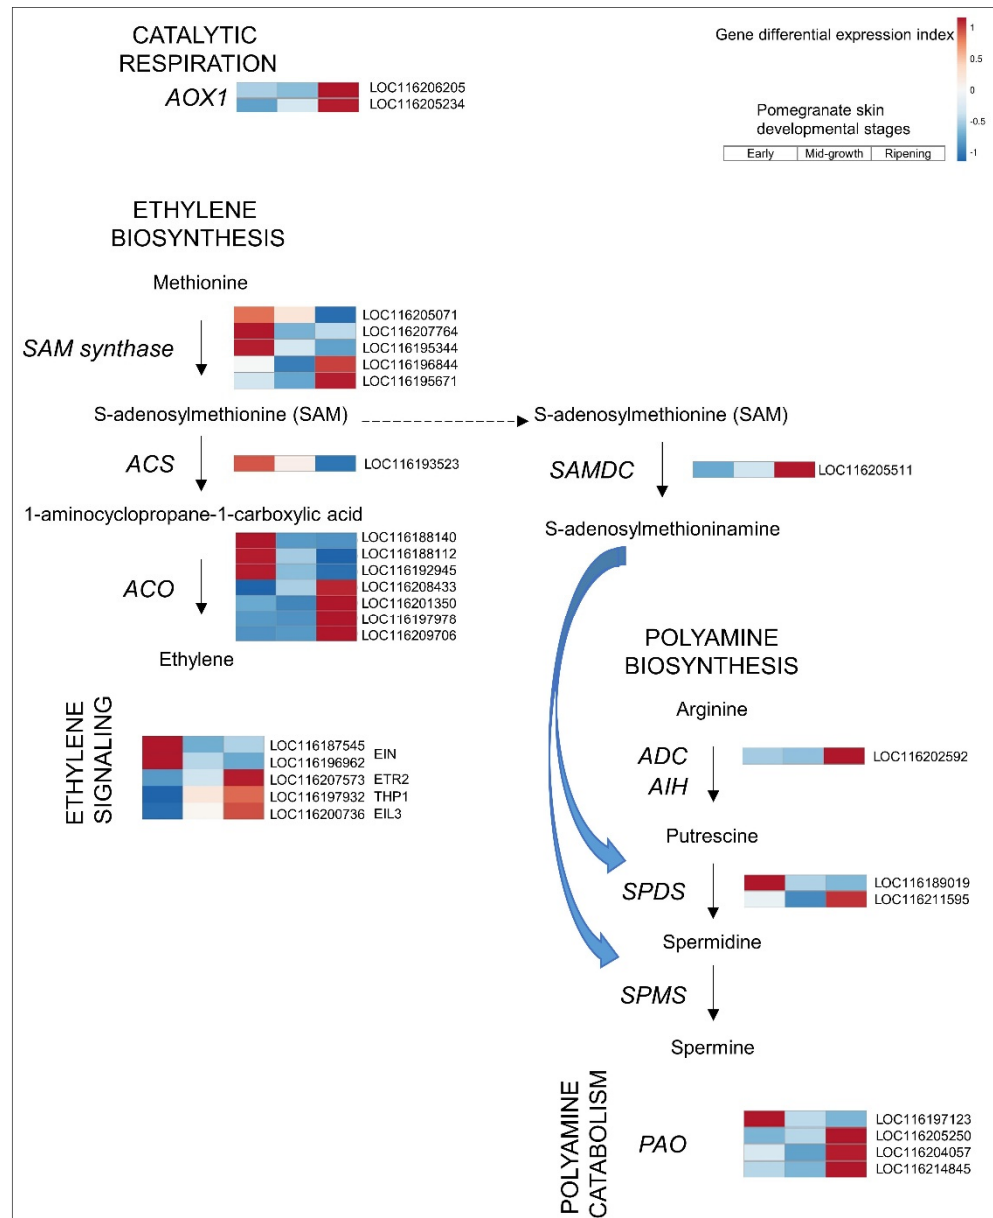 CATALYTIC
RESPIRATION
AOX1
LOC116206205
LOC116205234
Gene differential expression index
1
0.5
0
-0.5
-1
Pomegranate skin
developmental stages
Early Mid-growth Ripening
ETHYLENE
BIOSYNTHESIS
Methionine
SAM synthase
LOC116205071
LOC116207764
LOC116195344
LOC116196844
LOC116195671
S-adenosylmethionine (SAM)
S-adenosylmethionine (SAM)
ACS
LOC116193523
SAMDC
LOC116205511
1-aminocyclopropane-1-carboxylic acid
S-adenosylmethioninamine
ACO
LOC116188140
LOC116188112
LOC116192945
LOC116208433
LOC116201350
LOC116197978
LOC116209706
Ethylene
ETHYLENE
SIGNALING
LOC116187545
LOC116196962
EIN
LOC116207573 ETR2
LOC116197932 THP1
LOC116200736 EIL3
POLYAMINE
BIOSYNTHESIS
Arginine
ADC
AIH
LOC116202592
Putrescine
SPDS
LOC116189019
LOC116211595
Spermidine
SPMS
Spermine
POLYAMINE
CATABOLISM
PAO
LOC116197123
LOC116205250
LOC116204057
LOC116214845